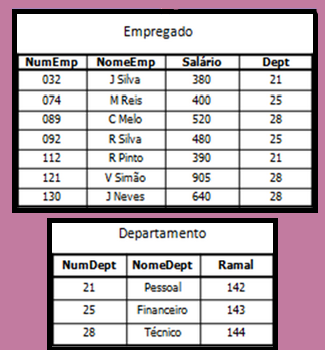 Empregado
NumEmp NomeEmp Salário Dept
032 J Silva 380 21
074 M Reis 400 25
089 C Melo 520 28
092 R Silva 480 25
112 R Pinto 390 21
121 V Simão 905 28
130 J Neves 640 28
Departamento
NumDept NomeDept Ramal
21 Pessoal 142
25 Financeiro 143
28 Técnico 144